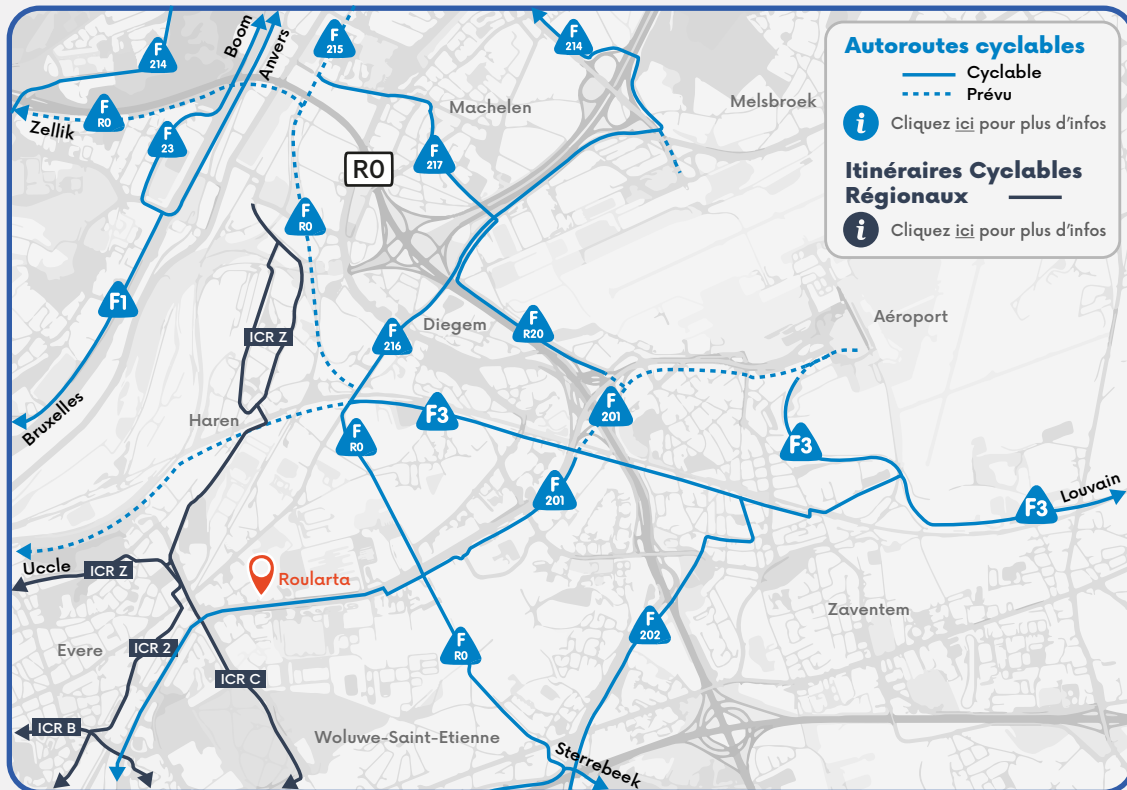 Autoroutes cyclables
Cyclable
Prévu
i Cliquez ici pour plus d'infos
Itinéraires Cyclables
Régionaux
i Cliquez ici pour plus d'infos
Boom
Anvers
F
214
F
215
F
214
Machelen
Melsbroek
F
R0
Zellik
F
23
R0
F
217
F
R0
F1
ICR Z
Diegem
F
216
F
R20
Aéroport
Bruxelles
Haren
F3
F
201
F
R0
F3
F
201
F3
Louvain
Uccle
ICR Z
Roularta
Zaventem
Evere
ICR 2
F
R0
F
202
ICR C
ICR B
Woluwe-Saint-Etienne
Sterrebeek